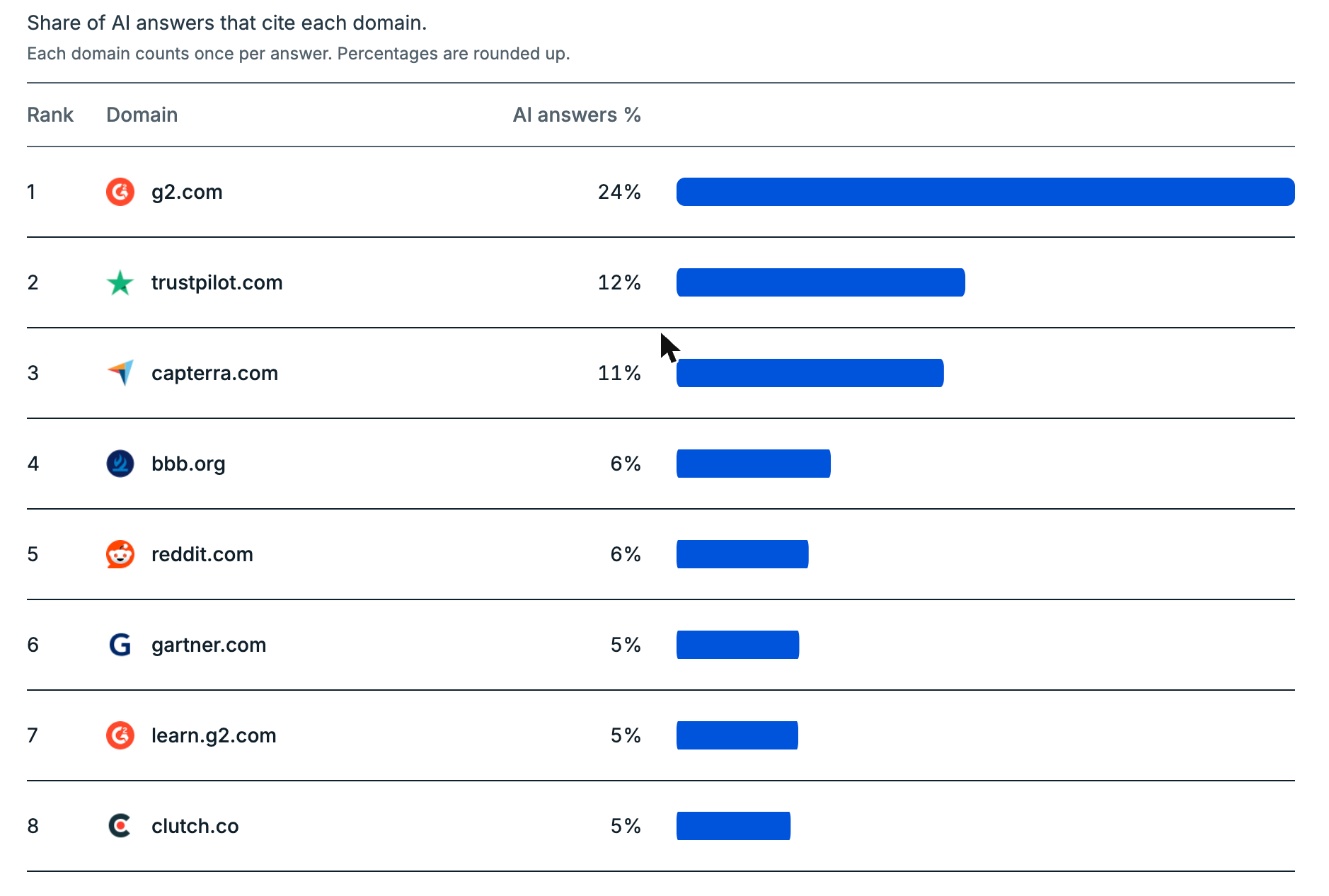 Share of AI answers that cite each domain.
Each domain counts once per answer. Percentages are rounded up.
Rank Domain AI answers %
1 g2.com 24%
2 trustpilot.com 12%
3 capterra.com 11%
4 bbb.org 6%
5 reddit.com 6%
6 G gartner.com 5%
7 learn.g2.com 5%
8 clutch.co 5%